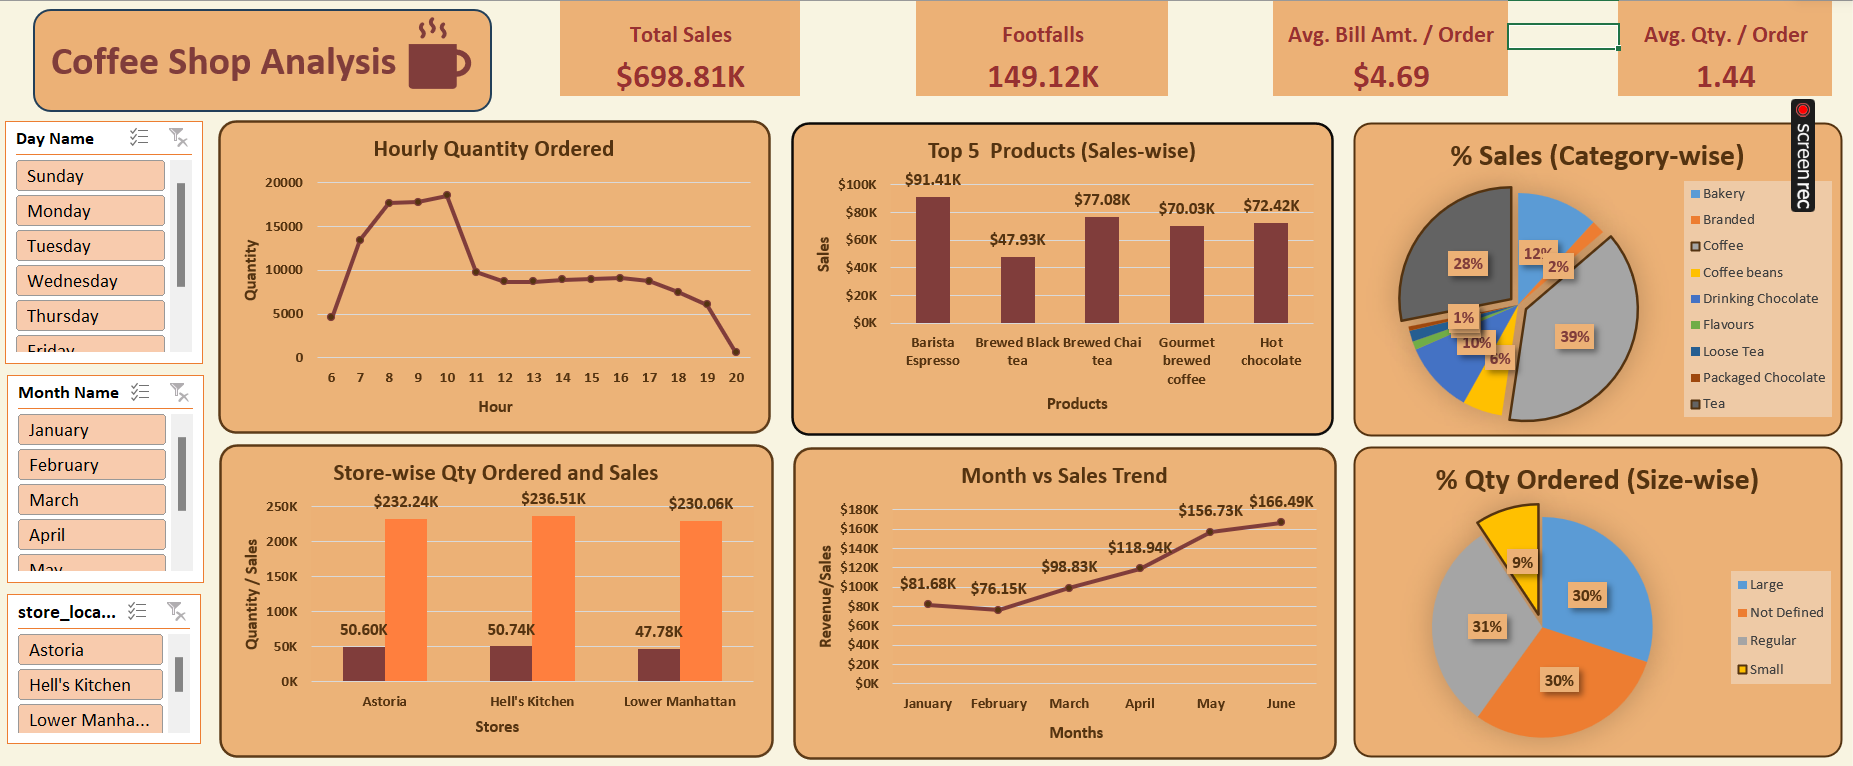 Coffee Shop Analysis
Total Sales
$698.81K
Footfalls
149.12K
Avg. Bill Amt. / Order
$4.69
Avg. Qty. / Order
1.44
screenrec
Day Name
Sunday
Monday
Tuesday
Wednesday
Thursday
Friday
Month Name
January
February
March
April
May
store_loca...
Astoria
Hell's Kitchen
Lower Manha...
Hourly Quantity Ordered
Quantity
20000
15000
10000
5000
0
6 7 8 9 10 11 12 13 14 15 16 17 18 19 20
Hour
Top 5 Products (Sales-wise)
Sales
$100K
$80K
$60K
$40K
$20K
$0K
$91.41K
$47.93K
$77.08K
$70.03K
$72.42K
Barista
Espresso
Brewed Black
tea
Brewed Chai
tea
Gourmet
brewed
coffee
Hot
chocolate
Products
% Sales (Category-wise)
12%
2%
39%
6%
10%
1%
28%
Bakery
Branded
Coffee
Coffee beans
Drinking Chocolate
Flavours
Loose Tea
Packaged Chocolate
Tea
Store-wise Qty Ordered and Sales
Quantity / Sales
250K
200K
150K
100K
50K
0K
50.60K
$232.24K
50.74K
$236.51K
47.78K
$230.06K
Astoria
Hell's Kitchen
Lower Manhattan
Stores
Month vs Sales Trend
Revenue/Sales
$180K
$160K
$140K
$120K
$100K
$80K
$60K
$40K
$20K
$0K
$81.68K
$76.15K
$98.83K
$118.94K
$156.73K
$166.49K
January February March April May June
Months
% Qty Ordered (Size-wise)
9%
30%
31%
30%
Large
Not Defined
Regular
Small